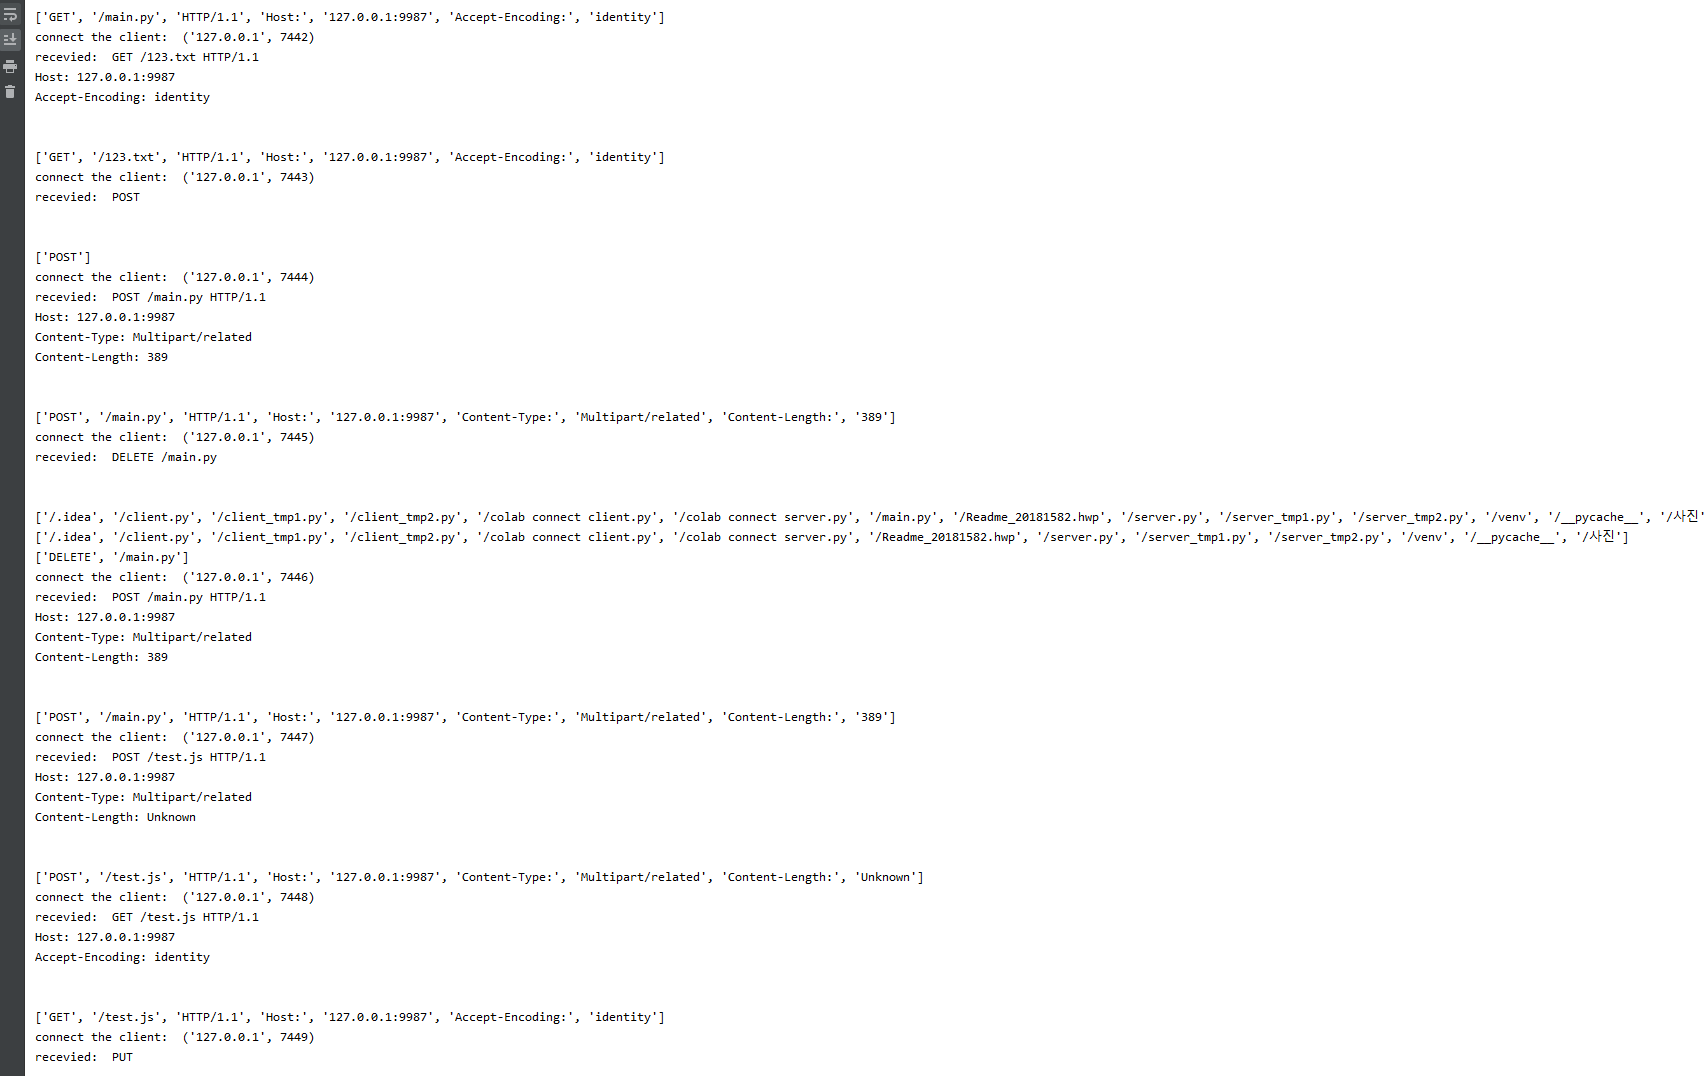 ['GET', '/main.py', 'HTTP/1.1', 'Host:', '127.0.0.1:9987', 'Accept-Encoding:', 'identity']
connect the client:  ('127.0.0.1', 7442)
recevied:  GET /123.txt HTTP/1.1
Host: 127.0.0.1:9987
Accept-Encoding: identity
['GET', '/123.txt', 'HTTP/1.1', 'Host:', '127.0.0.1:9987', 'Accept-Encoding:', 'identity']
connect the client:  ('127.0.0.1', 7443)
recevied:  POST
['POST']
connect the client:  ('127.0.0.1', 7444)
recevied:  POST /main.py HTTP/1.1
Host: 127.0.0.1:9987
Content-Type: Multipart/related
Content-Length: 389
['POST', '/main.py', 'HTTP/1.1', 'Host:', '127.0.0.1:9987', 'Content-Type:', 'Multipart/related', 'Content-Length:', '389']
connect the client:  ('127.0.0.1', 7445)
recevied:  DELETE /main.py
['/.idea', '/client.py', '/client_tmp1.py', '/client_tmp2.py', '/colab connect client.py', '/colab connect server.py', '/main.py', '/Readme_20181582.hwp', '/server.py', '/server_tmp1.py', '/server_tmp2.py', '/venv', '/__pycache__', '/사진'
['/.idea', '/client.py', '/client_tmp1.py', '/client_tmp2.py', '/colab connect client.py', '/colab connect server.py', '/Readme_20181582.hwp', '/server.py', '/server_tmp1.py', '/server_tmp2.py', '/venv', '/__pycache__', '/사진']
['DELETE', '/main.py']
connect the client:  ('127.0.0.1', 7446)
recevied:  POST /main.py HTTP/1.1
Host: 127.0.0.1:9987
Content-Type: Multipart/related
Content-Length: 389
['POST', '/main.py', 'HTTP/1.1', 'Host:', '127.0.0.1:9987', 'Content-Type:', 'Multipart/related', 'Content-Length:', '389']
connect the client:  ('127.0.0.1', 7447)
recevied:  POST /test.js HTTP/1.1
Host: 127.0.0.1:9987
Content-Type: Multipart/related
Content-Length: Unknown
['POST', '/test.js', 'HTTP/1.1', 'Host:', '127.0.0.1:9987', 'Content-Type:', 'Multipart/related', 'Content-Length:', 'Unknown']
connect the client:  ('127.0.0.1', 7448)
recevied:  GET /test.js HTTP/1.1
Host: 127.0.0.1:9987
Accept-Encoding: identity
['GET', '/test.js', 'HTTP/1.1', 'Host:', '127.0.0.1:9987', 'Accept-Encoding:', 'identity']
connect the client:  ('127.0.0.1', 7449)
recevied:  PUT